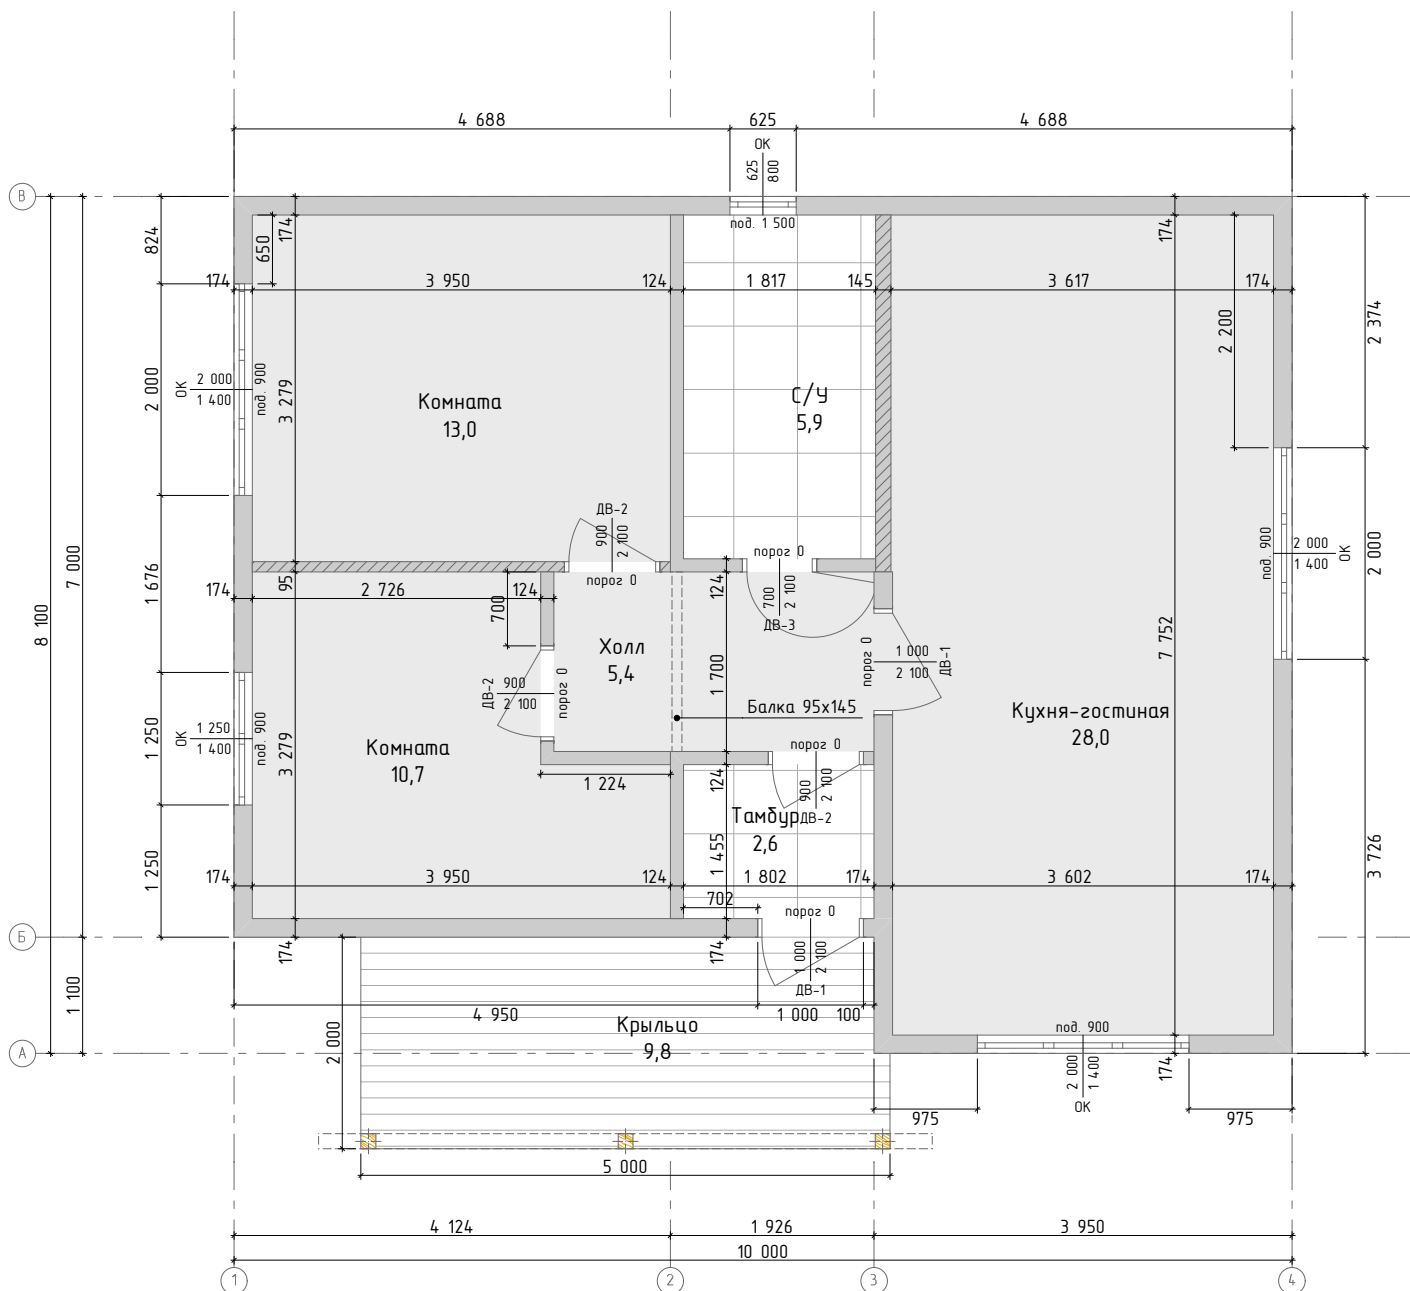 4 688
625
4 688
ОК
625
800
под. 1 500
В
824
650
174
174
174
3 950
124
1 817
145
3 617
174
2 200
2 374
ОК
2 000
1 400
под. 900
2 000
3 279
Комната
13,0
С/У
5,9
7 752
под. 900
2 000
1 400
ОК
2 000
7 000
8 100
ДВ-2
900
2 100
порог 0
порог 0
700
2 100
ДВ-3
1 676
174
95
2 726
124
700
124
Холл
5,4
1 700
порог 0
1 000
2 100
ДВ-1
ДВ-2
900
2 100
порог 0
Балка 95х145
Кухня-гостиная
28,0
ОК
1 250
1 400
под. 900
1 250
3 279
Комната
10,7
1 224
порог 0
900
2 100
ДВ-2
124
Тамбур
2,6
1 455
1 250
174
3 950
124
1 802
174
3 602
174
3 726
702
порог 0
Б
174
174
1 000
2 100
ДВ-1
1 100
4 950
1 000
100
2 000
Крыльцо
9,8
под. 900
А
2 000
1 400
ОК
174
975
975
5 000
4 124
1 926
3 950
10 000
1
2
3
4